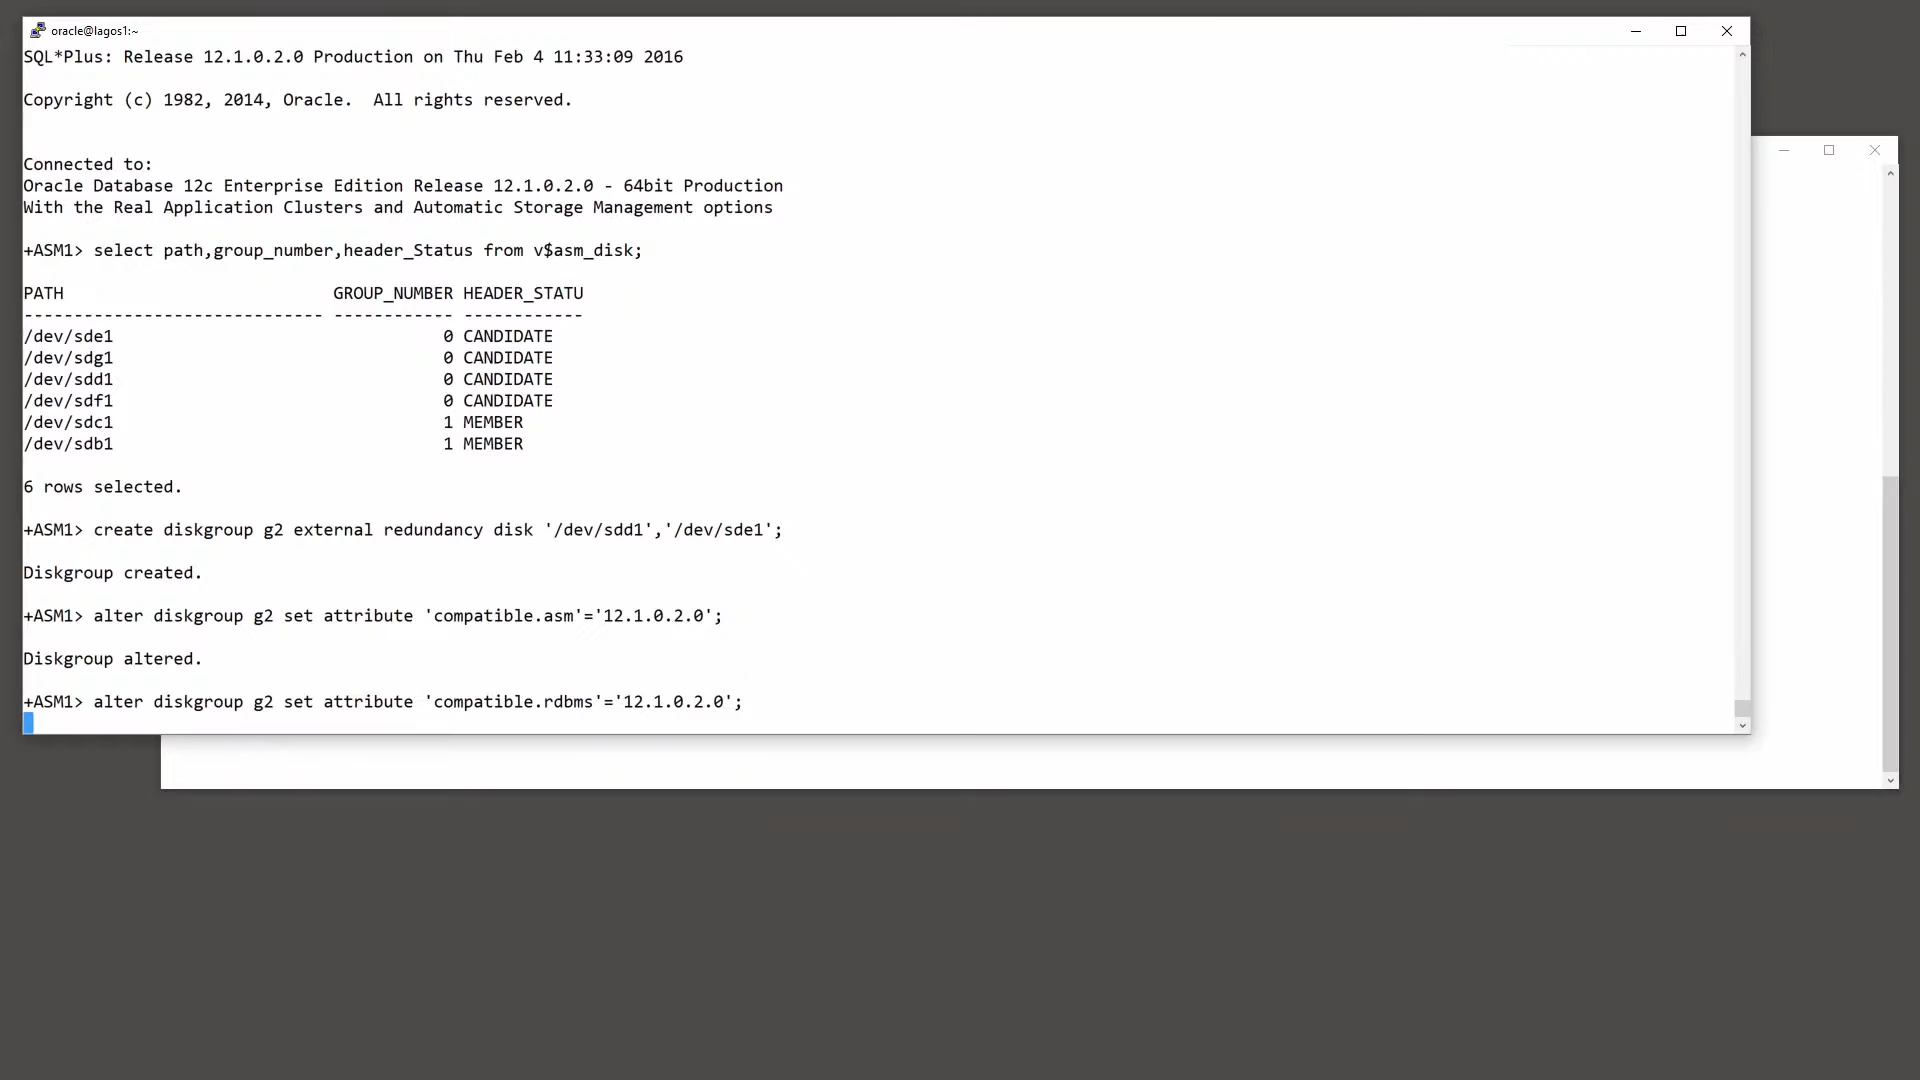 oracle@lagos1:~
SQL*Plus: Release 12.1.0.2.0 Production on Thu Feb 4 11:33:09 2016
Copyright (c) 1982, 2014, Oracle.  All rights reserved.
Connected to:
Oracle Database 12c Enterprise Edition Release 12.1.0.2.0 - 64bit Production
With the Real Application Clusters and Automatic Storage Management options
+ASM1> select path,group_number,header_Status from v$asm_disk;
PATH                           GROUP_NUMBER HEADER_STATU
------------------------------ ------------ ------------
/dev/sde1                                 0 CANDIDATE
/dev/sdg1                                 0 CANDIDATE
/dev/sdd1                                 0 CANDIDATE
/dev/sdf1                                 0 CANDIDATE
/dev/sdc1                                 1 MEMBER
/dev/sdb1                                 1 MEMBER
6 rows selected.
+ASM1> create diskgroup g2 external redundancy disk '/dev/sdd1','/dev/sde1';
Diskgroup created.
+ASM1> alter diskgroup g2 set attribute 'compatible.asm'='12.1.0.2.0';
Diskgroup altered.
+ASM1> alter diskgroup g2 set attribute 'compatible.rdbms'='12.1.0.2.0';